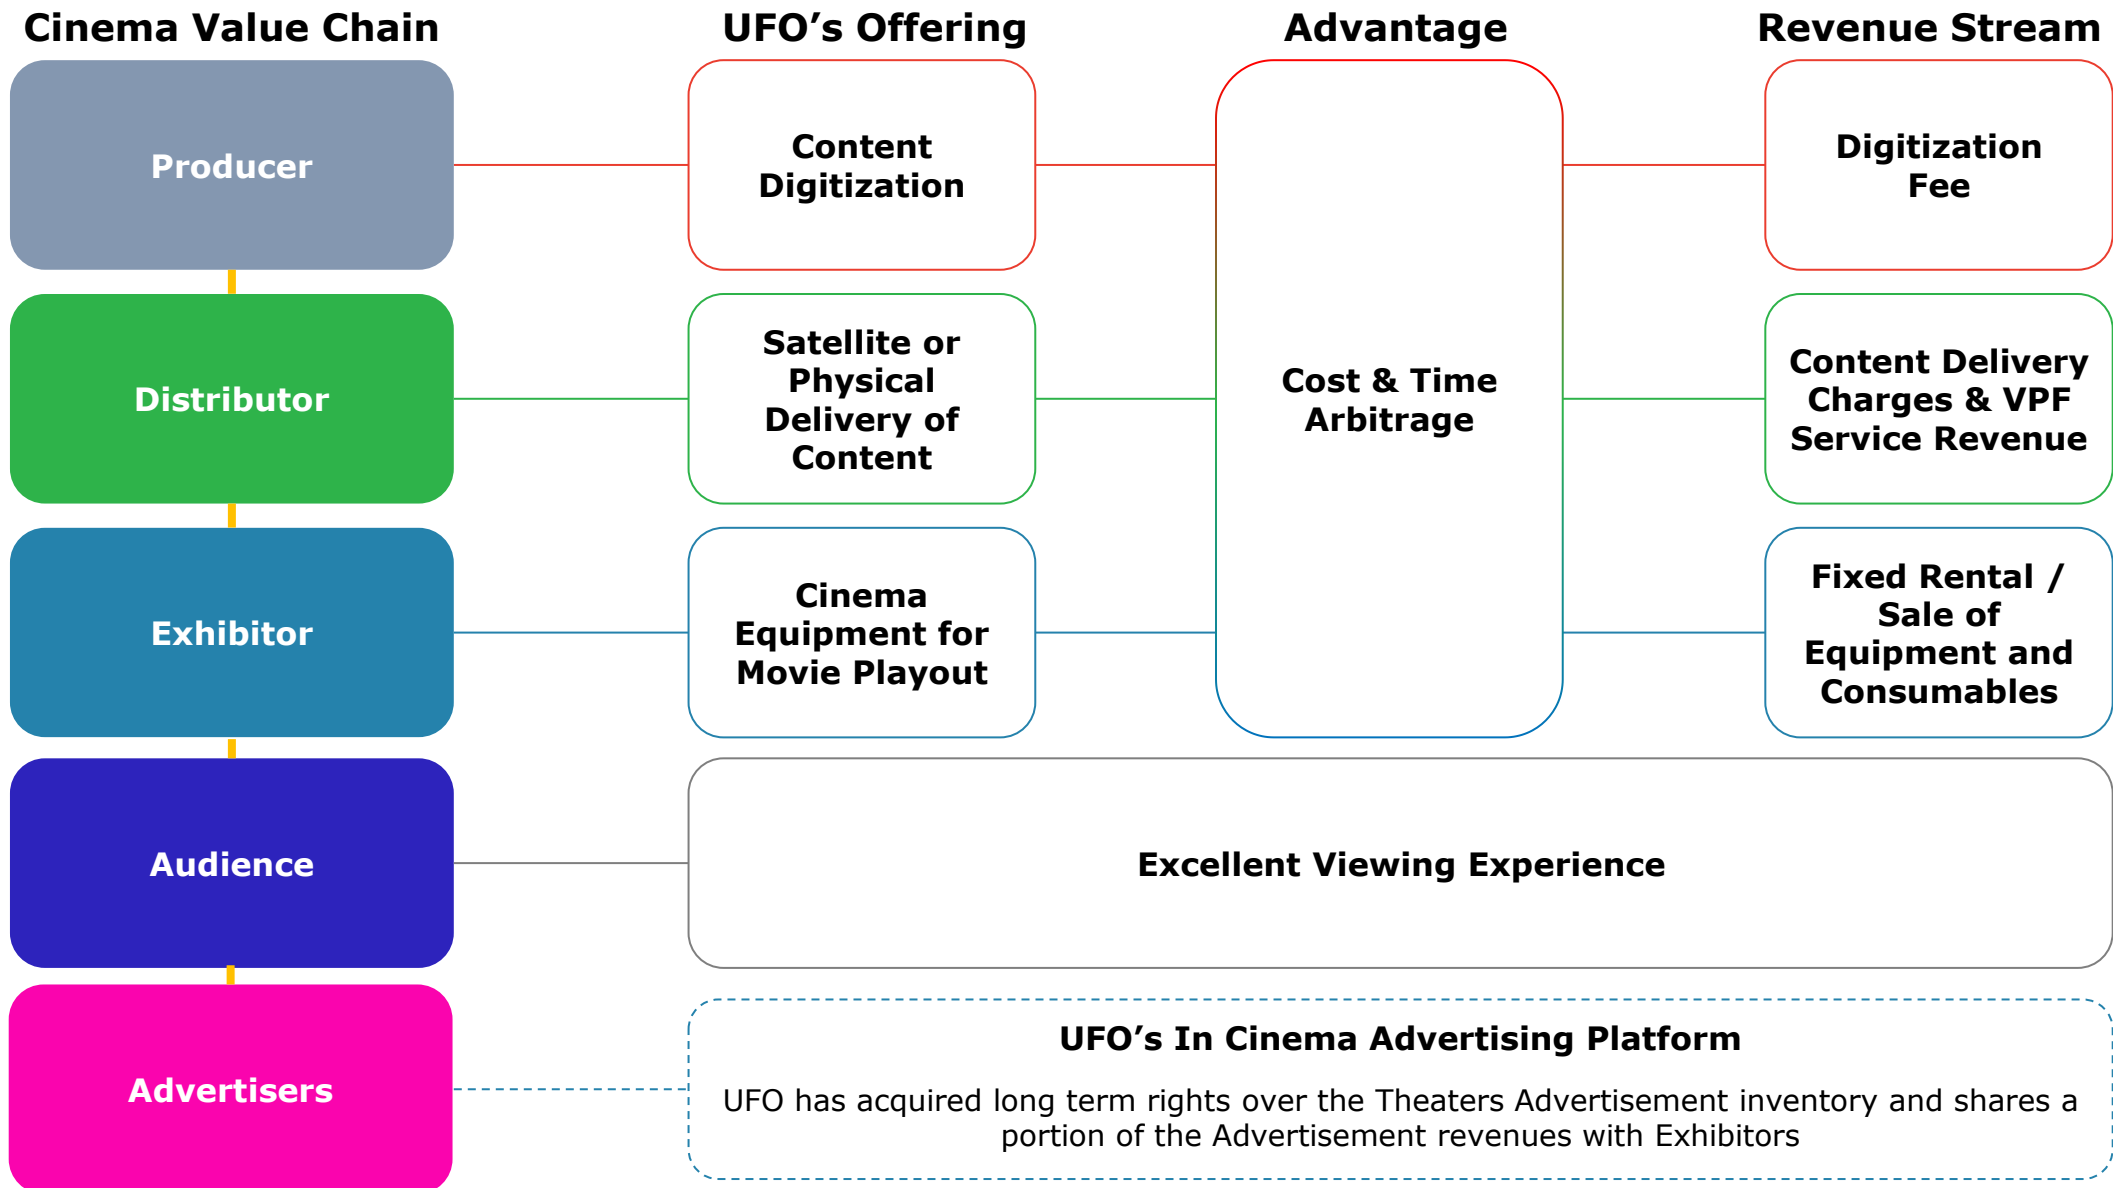 Cinema Value Chain
UFO’s Offering
Advantage
Revenue Stream
Producer
Content
Digitization
Digitization
Fee
Distributor
Satellite or
Physical
Delivery of
Content
Cost & Time
Arbitrage
Content Delivery
Charges & VPF
Service Revenue
Exhibitor
Cinema
Equipment for
Movie Playout
Fixed Rental /
Sale of
Equipment and
Consumables
Audience
Excellent Viewing Experience
Advertisers
UFO’s In Cinema Advertising Platform
UFO has acquired long term rights over the Theaters Advertisement inventory and shares a
portion of the Advertisement revenues with Exhibitors